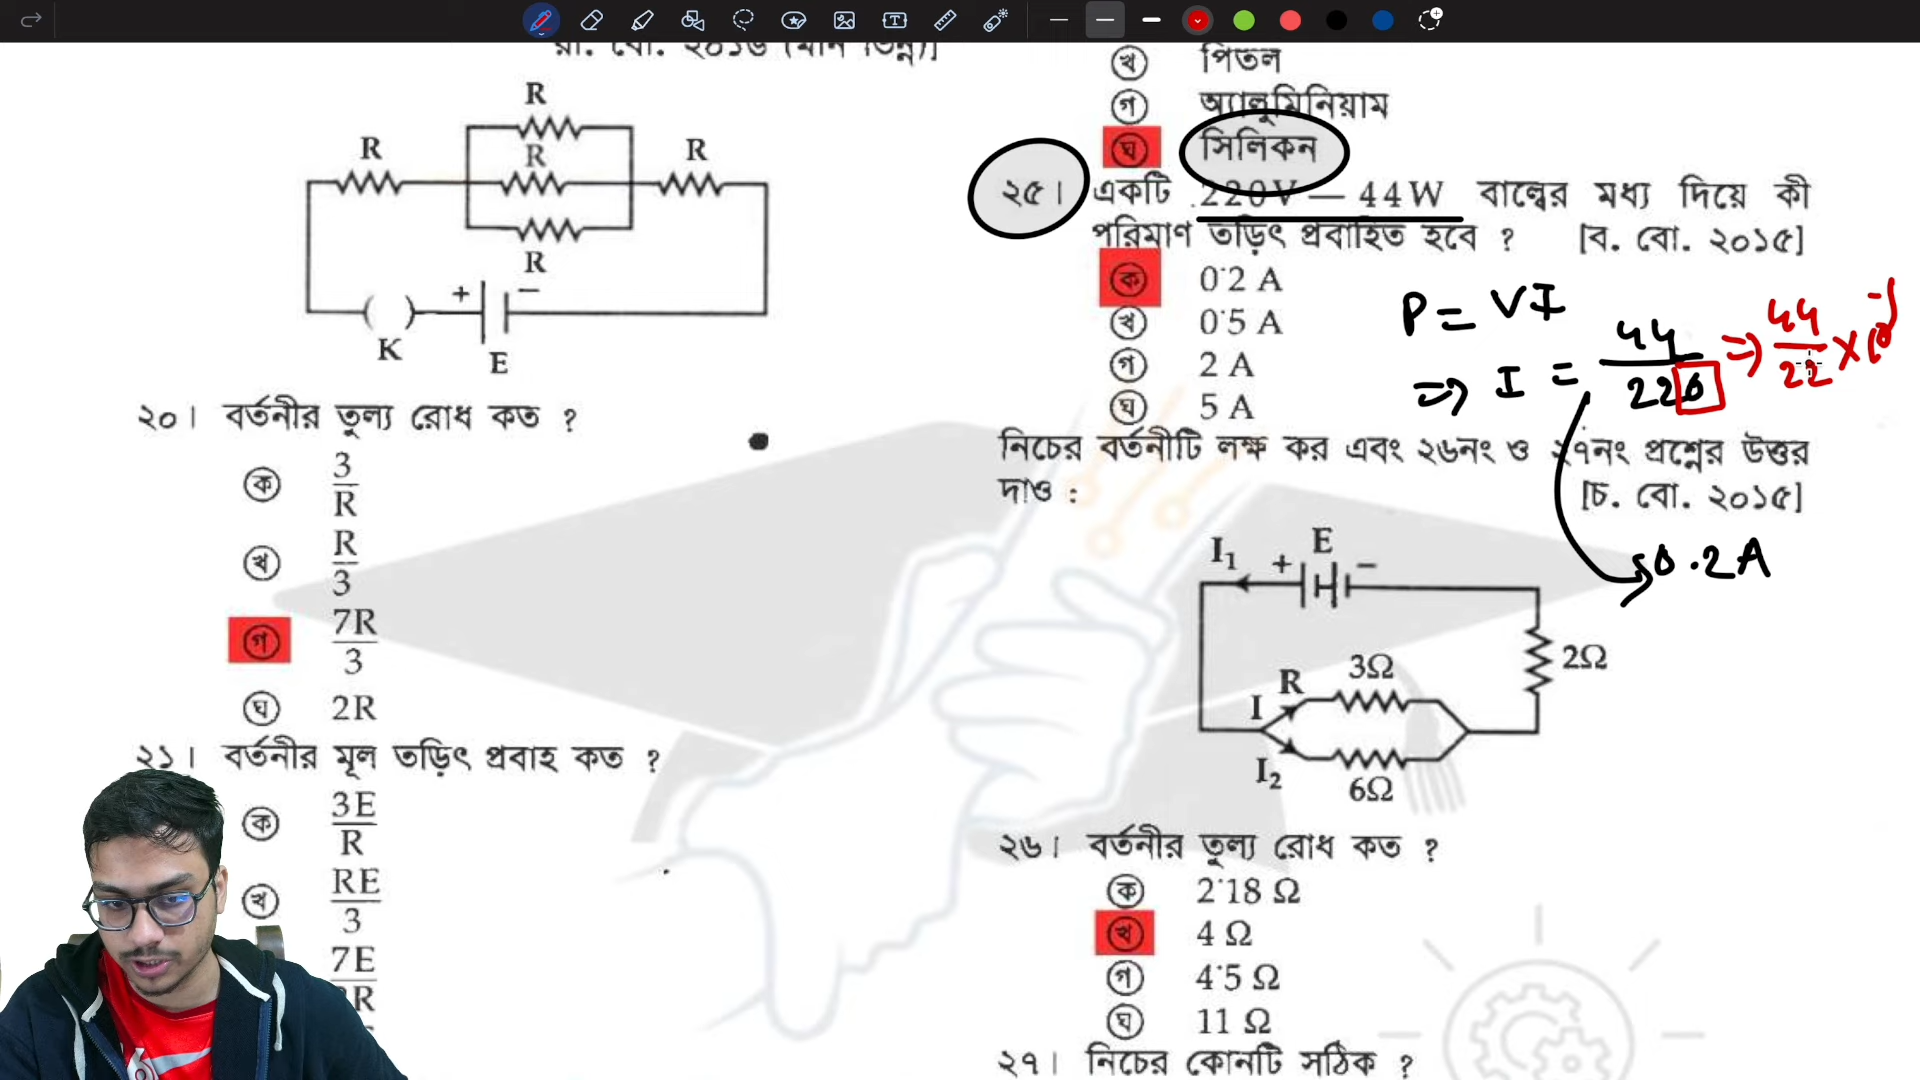 R
R
R
R
R
+
−
K
E
২০। বর্তনীর তুল্য রোধ কত ?
ক 3/R
খ R/3
গ 7R/3
ঘ 2R
২১। বর্তনীর মূল তড়িৎ প্রবাহ কত ?
ক 3E/R
খ RE/3
7E
R
খ পিতল
গ অ্যালুমিনিয়াম
ঘ সিলিকন
২৫। একটি 220V — 44W বাল্বের মধ্য দিয়ে কী
পরিমাণ তড়িৎ প্রবাহিত হবে ? [ব. বো. ২০১৫]
ক 0.2 A
খ 0.5 A
গ 2 A
ঘ 5 A
P = VI
⇒ I = 44/220 ⇒ 44/22 × 10
0.2A
নিচের বর্তনীটি লক্ষ কর এবং ২৬নং ও ২৭নং প্রশ্নের উত্তর
দাও : [চ. বো. ২০১৫]
I₁
+
E
−
2Ω
3Ω
R
I
I₂
6Ω
২৬। বর্তনীর তুল্য রোধ কত ?
ক 2.18 Ω
খ 4 Ω
গ 4.5 Ω
ঘ 11 Ω
২৭। নিচের কোনটি সঠিক ?